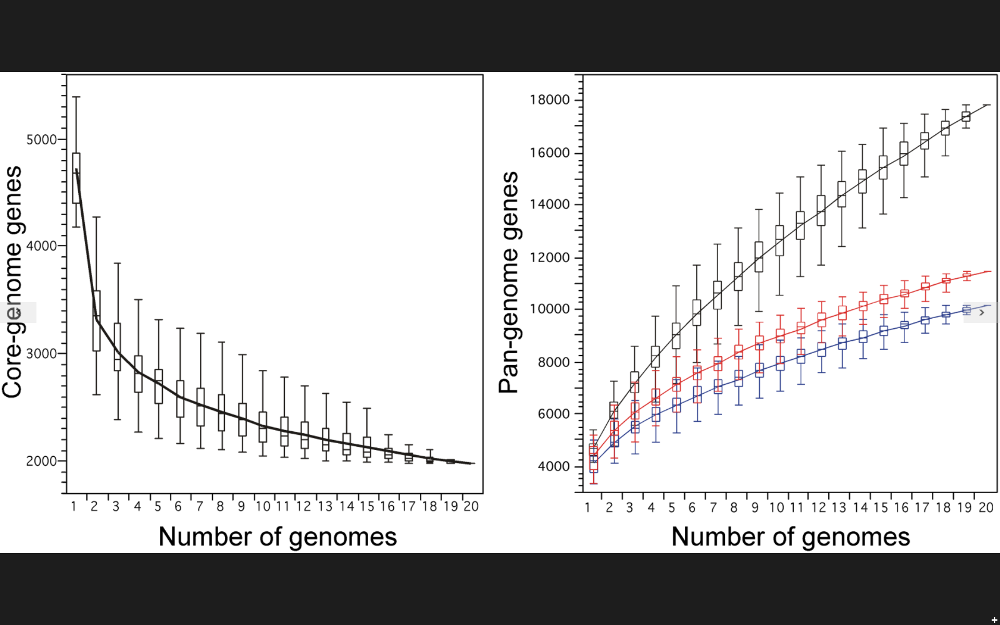 Core-genome genes
5000
4000
3000
2000
1 2 3 4 5 6 7 8 9 10 11 12 13 14 15 16 17 18 19 20
Number of genomes
Pan-genome genes
18000
16000
14000
12000
10000
8000
6000
4000
1 2 3 4 5 6 7 8 9 10 11 12 13 14 15 16 17 18 19 20
Number of genomes